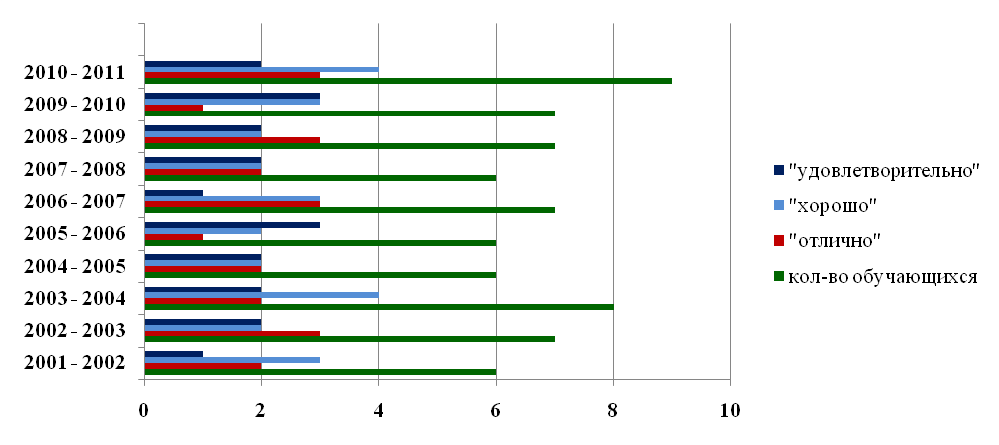 2010 - 2011
2009 - 2010
2008 - 2009
2007 - 2008
2006 - 2007
2005 - 2006
2004 - 2005
2003 - 2004
2002 - 2003
2001 - 2002
0 2 4 6 8 10
"удовлетворительно"
"хорошо"
"отлично"
кол-во обучающихся